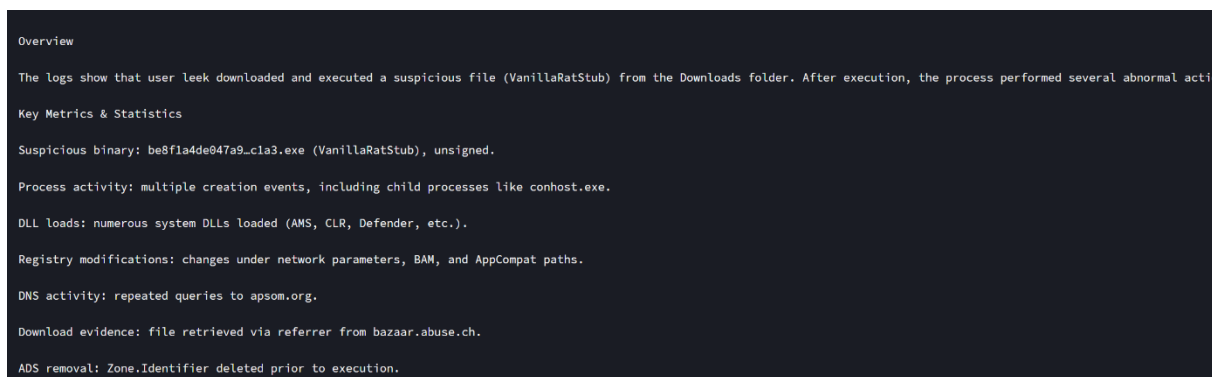 Overview
The logs show that user leek downloaded and executed a suspicious file (VanillaRatStub) from the Downloads folder. After execution, the process performed several abnormal acti
Key Metrics & Statistics
Suspicious binary: be8f1a4de047a9…c1a3.exe (VanillaRatStub), unsigned.
Process activity: multiple creation events, including child processes like conhost.exe.
DLL loads: numerous system DLLs loaded (AMS, CLR, Defender, etc.).
Registry modifications: changes under network parameters, BAM, and AppCompat paths.
DNS activity: repeated queries to apsom.org.
Download evidence: file retrieved via referrer from bazaar.abuse.ch.
ADS removal: Zone.Identifier deleted prior to execution.